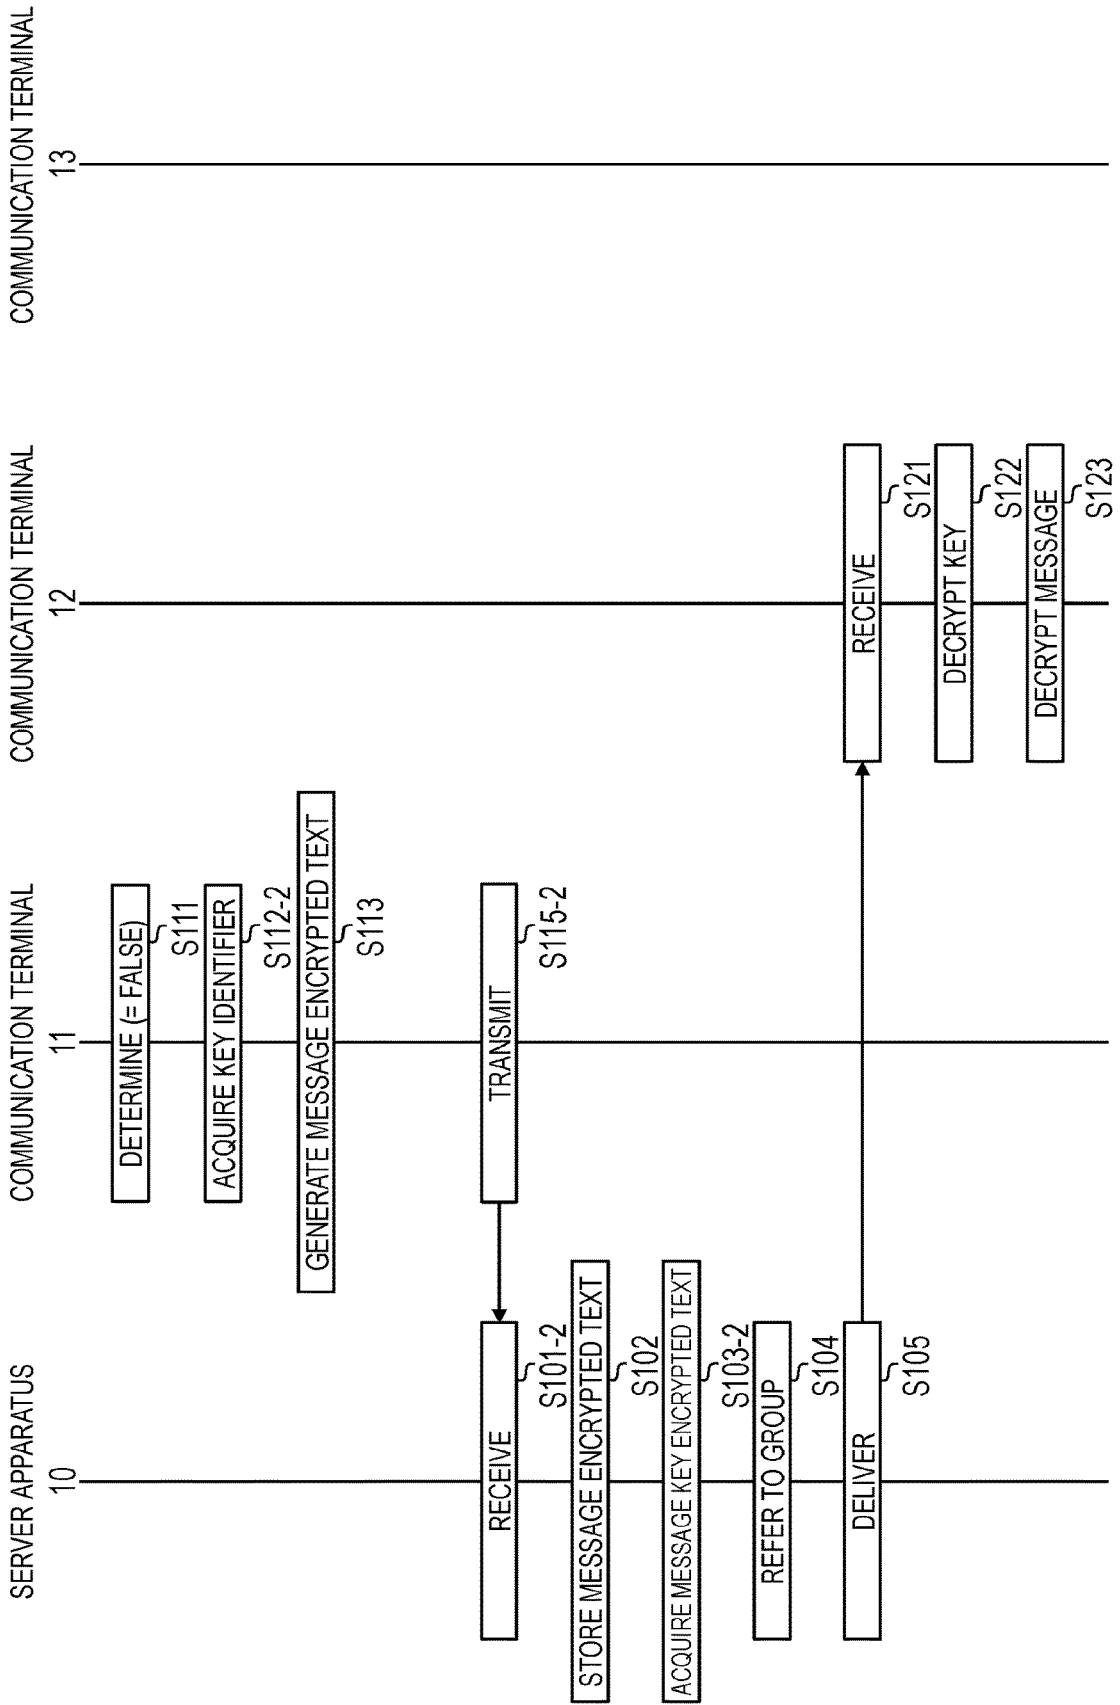 SERVER APPARATUS
10
COMMUNICATION TERMINAL
11
COMMUNICATION TERMINAL
12
COMMUNICATION TERMINAL
13
DETERMINE (= FALSE)
S111
ACQUIRE KEY IDENTIFIER
S112-2
GENERATE MESSAGE ENCRYPTED TEXT
S113
TRANSMIT
S115-2
RECEIVE
S101-2
STORE MESSAGE ENCRYPTED TEXT
S102
ACQUIRE MESSAGE KEY ENCRYPTED TEXT
S103-2
REFER TO GROUP
S104
DELIVER
S105
RECEIVE
S121
DECRYPT KEY
S122
DECRYPT MESSAGE
S123